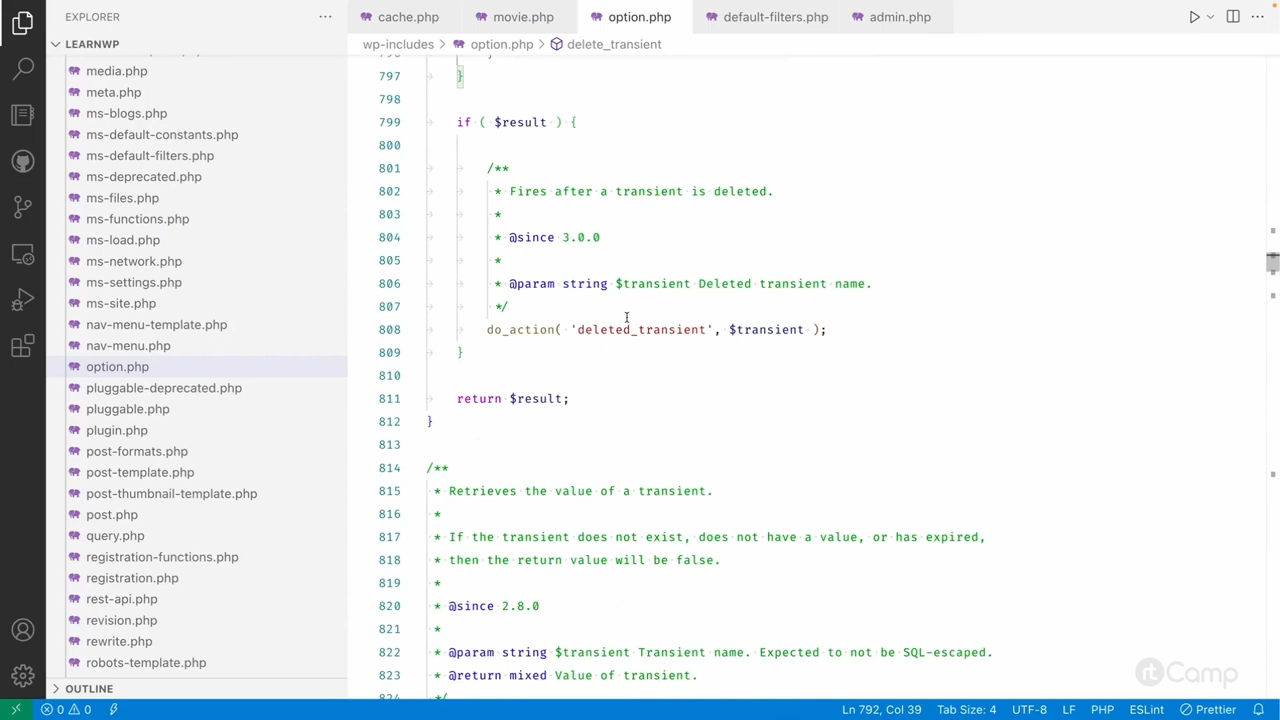 EXPLORER
cache.php
movie.php
option.php
default-filters.php
admin.php
LEARNWP
wp-includes > option.php > delete_transient
media.php
meta.php
ms-blogs.php
ms-default-constants.php
ms-default-filters.php
ms-deprecated.php
ms-files.php
ms-functions.php
ms-load.php
ms-network.php
ms-settings.php
ms-site.php
nav-menu-template.php
nav-menu.php
option.php
pluggable-deprecated.php
pluggable.php
plugin.php
post-formats.php
post-template.php
post-thumbnail-template.php
post.php
query.php
registration-functions.php
registration.php
rest-api.php
revision.php
rewrite.php
robots-template.php
OUTLINE
797 }
798
799 if ( $result ) {
800
801 /**
802 * Fires after a transient is deleted.
803 *
804 * @since 3.0.0
805 *
806 * @param string $transient Deleted transient name.
807 */
808 do_action( 'deleted_transient', $transient );
809 }
810
811 return $result;
812 }
813
814 /**
815 * Retrieves the value of a transient.
816 *
817 * If the transient does not exist, does not have a value, or has expired,
818 * then the return value will be false.
819 *
820 * @since 2.8.0
821 *
822 * @param string $transient Transient name. Expected to not be SQL-escaped.
823 * @return mixed Value of transient.
824 */
rtCamp
0 0
Ln 792, Col 39
Tab Size: 4
UTF-8
LF
PHP
ESLint
Prettier